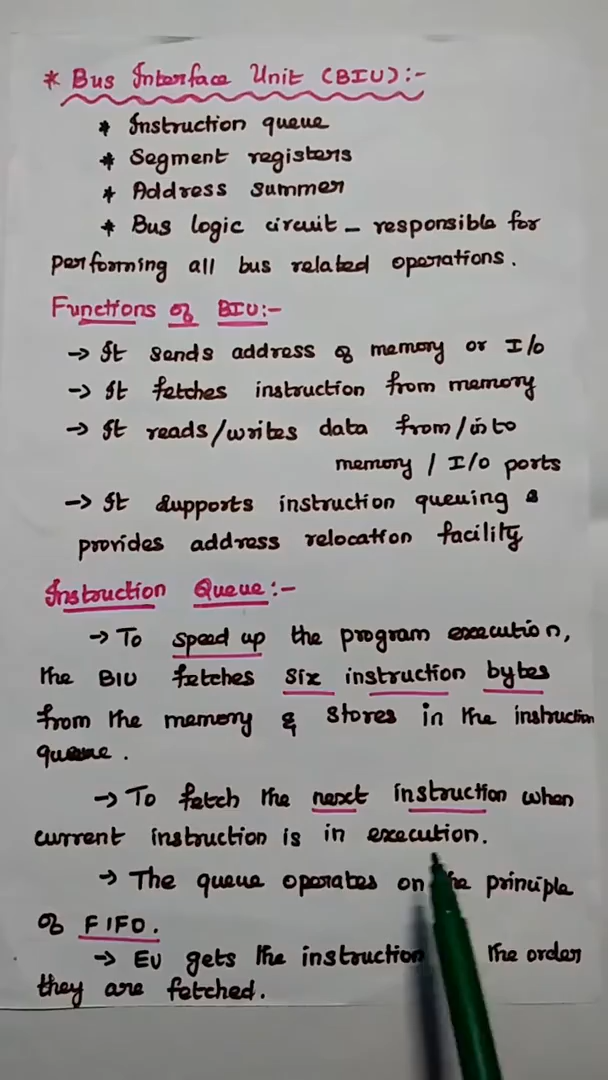 * Bus Interface Unit (BIU):-
* Instruction queue
* Segment registers
* Address summer
* Bus logic circuit - responsible for
performing all bus related operations.
Functions of BIU:-
→ It sends address of memory or I/o
→ It fetches instruction from memory
→ It reads/writes data from/into
memory / I/o ports
→ It supports instruction queuing &
provides address relocation facility
Instruction Queue:-
→ To speed up the program execution,
the BIU fetches six instruction bytes
from the memory & stores in the instruction
queue.
→ To fetch the next instruction when
current instruction is in execution.
→ The queue operates on the principle
of FIFO.
→ EU gets the instruction the order
they are fetched.